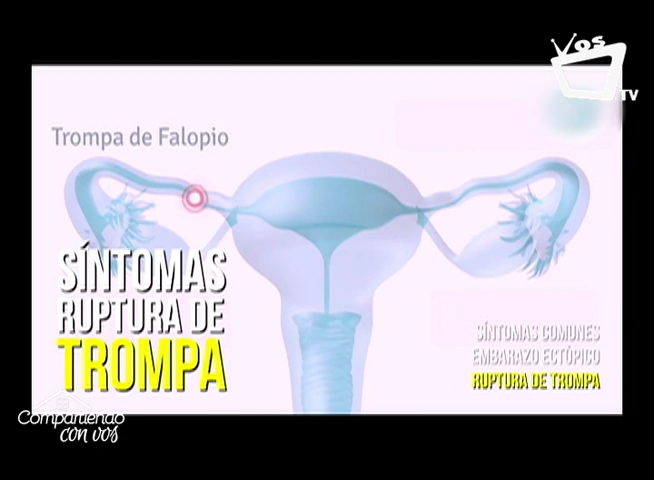 Vos
TV
Trompa de Falopio
SÍNTOMAS
RUPTURA DE
TROMPA
SÍNTOMAS COMUNES
EMBARAZO ECTÓPICO
RUPTURA DE TROMPA
Compartiendo
con vos